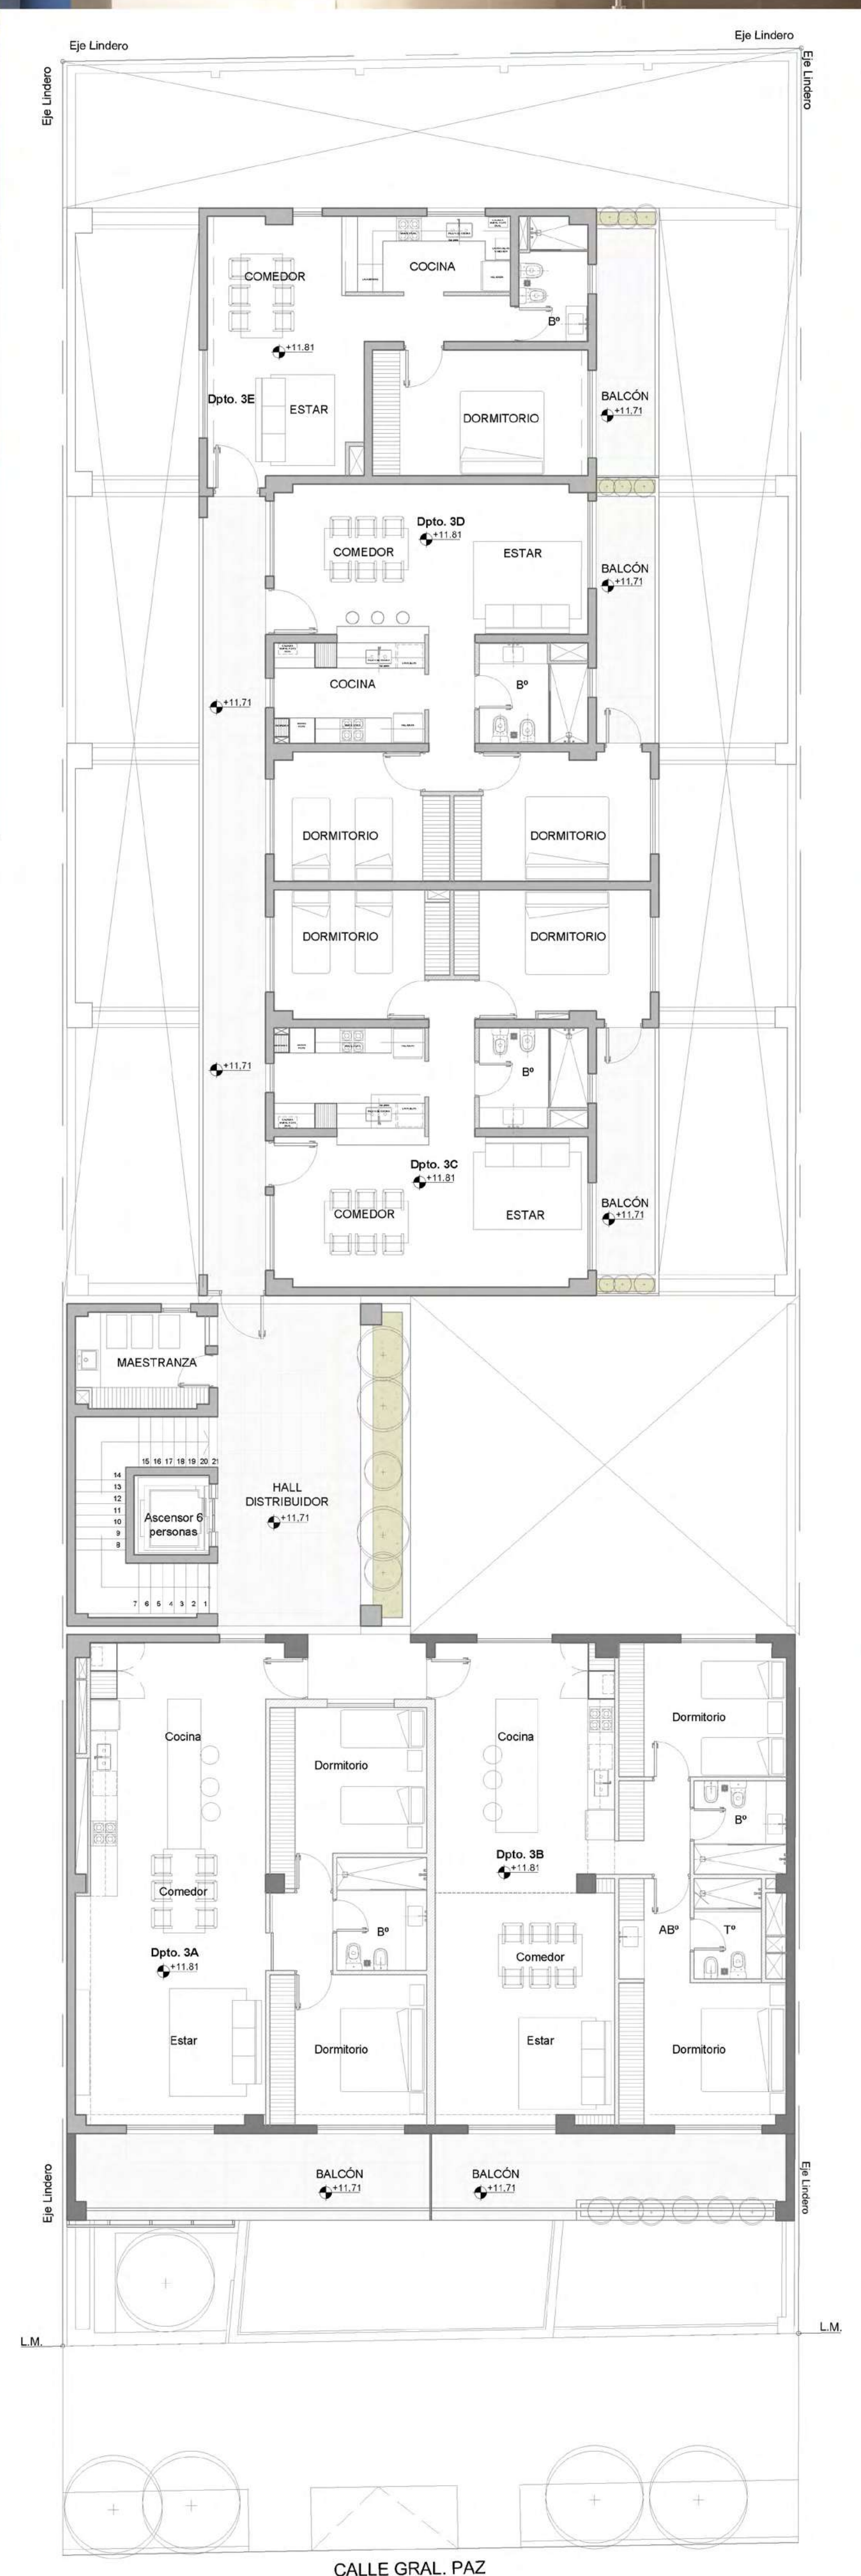 Eje Lindero
Eje Lindero
Eje Lindero
Eje Lindero
COMEDOR
COCINA
Bº
+11.81
Dpto. 3E
ESTAR
DORMITORIO
BALCÓN
+11,71
Dpto. 3D
+11.81
COMEDOR
ESTAR
BALCÓN
+11,71
COCINA
Bº
+11,71
DORMITORIO
DORMITORIO
DORMITORIO
DORMITORIO
+11,71
Bº
Dpto. 3C
+11.81
COMEDOR
ESTAR
BALCÓN
+11,71
MAESTRANZA
15 16 17 18 19 20 21
14
13
12
11
10
9
8
Ascensor 6
personas
HALL
DISTRIBUIDOR
+11,71
7 6 5 4 3 2 1
Cocina
Dormitorio
Cocina
Dormitorio
Bº
Dpto. 3B
+11.81
Comedor
Bº
ABº
Tº
Dpto. 3A
+11.81
Comedor
Estar
Dormitorio
Estar
Dormitorio
BALCÓN
+11,71
BALCÓN
+11,71
Eje Lindero
Eje Lindero
L.M.
L.M.
CALLE GRAL. PAZ